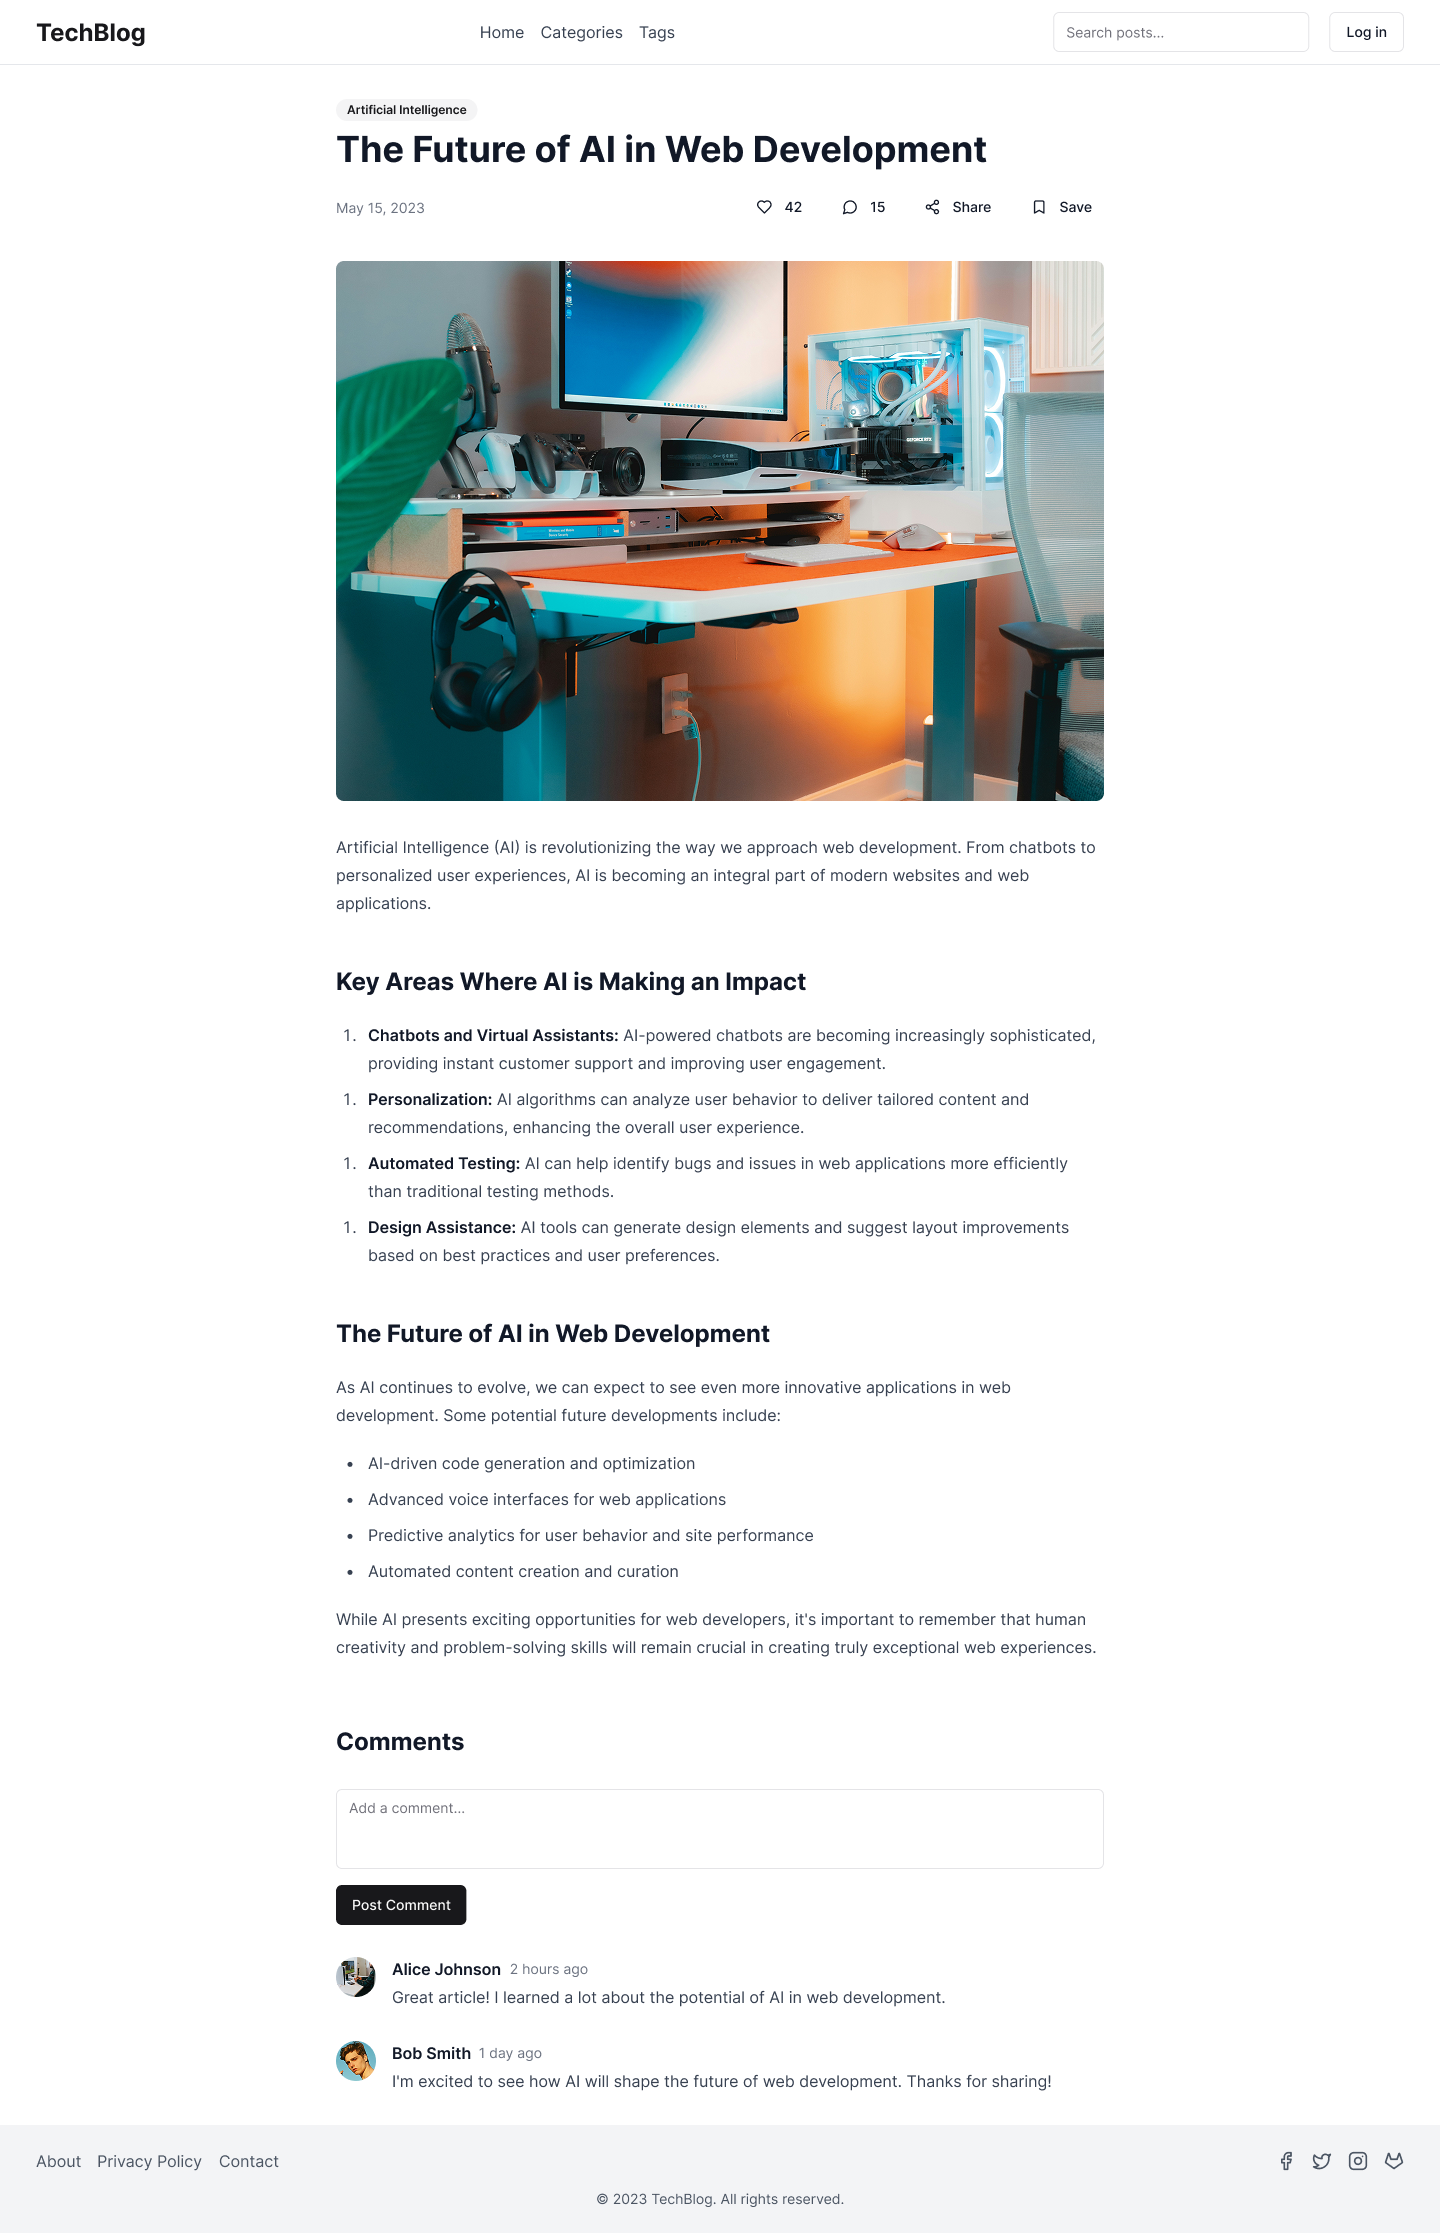 TechBlog
Home Categories Tags
Search posts...
Log in
Artificial Intelligence
The Future of AI in Web Development
May 15, 2023
42
15
Share
Save
GEFORCE RTX
Artificial Intelligence (AI) is revolutionizing the way we approach web development. From chatbots to
personalized user experiences, AI is becoming an integral part of modern websites and web
applications.
Key Areas Where AI is Making an Impact
1. Chatbots and Virtual Assistants: AI-powered chatbots are becoming increasingly sophisticated,
providing instant customer support and improving user engagement.
1. Personalization: AI algorithms can analyze user behavior to deliver tailored content and
recommendations, enhancing the overall user experience.
1. Automated Testing: AI can help identify bugs and issues in web applications more efficiently
than traditional testing methods.
1. Design Assistance: AI tools can generate design elements and suggest layout improvements
based on best practices and user preferences.
The Future of AI in Web Development
As AI continues to evolve, we can expect to see even more innovative applications in web
development. Some potential future developments include:
• AI-driven code generation and optimization
• Advanced voice interfaces for web applications
• Predictive analytics for user behavior and site performance
• Automated content creation and curation
While AI presents exciting opportunities for web developers, it's important to remember that human
creativity and problem-solving skills will remain crucial in creating truly exceptional web experiences.
Comments
Add a comment...
Post Comment
Alice Johnson 2 hours ago
Great article! I learned a lot about the potential of AI in web development.
Bob Smith 1 day ago
I'm excited to see how AI will shape the future of web development. Thanks for sharing!
About Privacy Policy Contact
© 2023 TechBlog. All rights reserved.